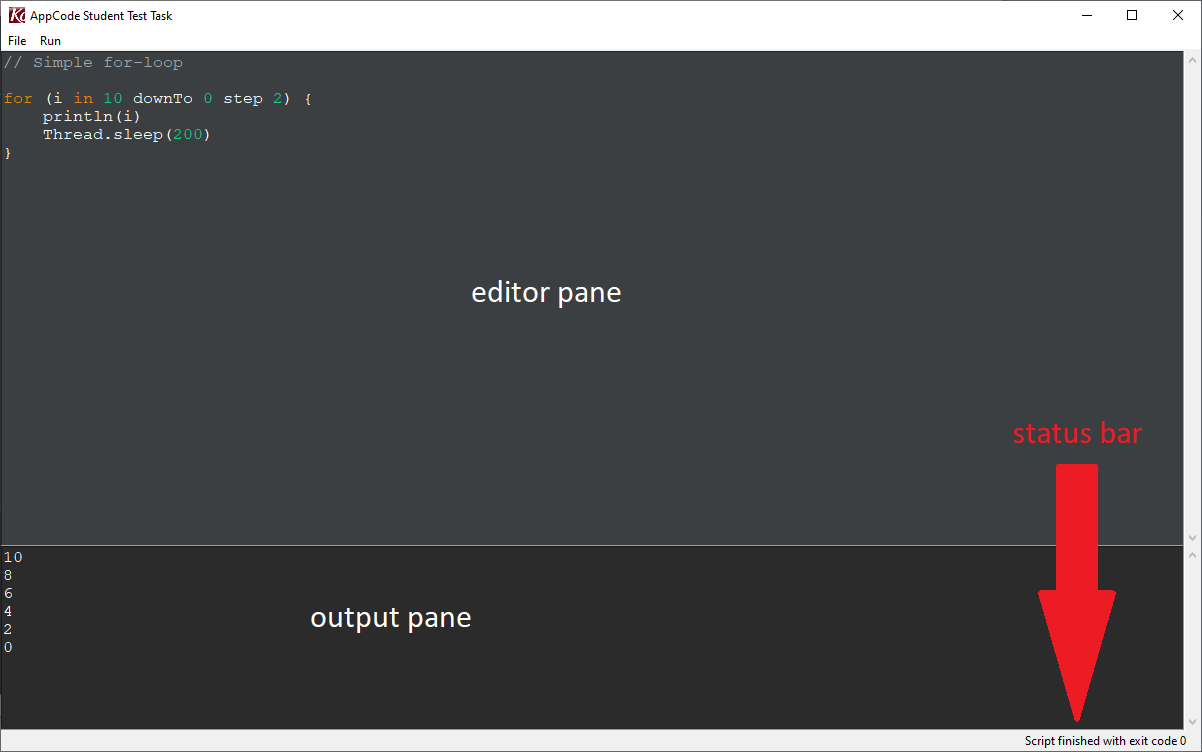 AppCode Student Test Task
File Run
// Simple for-loop
for (i in 10 downTo 0 step 2) {
    println(i)
    Thread.sleep(200)
}
editor pane
status bar
10
8
6
4
2
0
output pane
Script finished with exit code 0